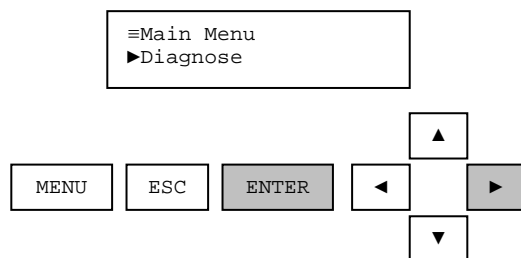 ≡Main Menu
►Diagnose
▲
MENU ESC ENTER ◄ ►
▼